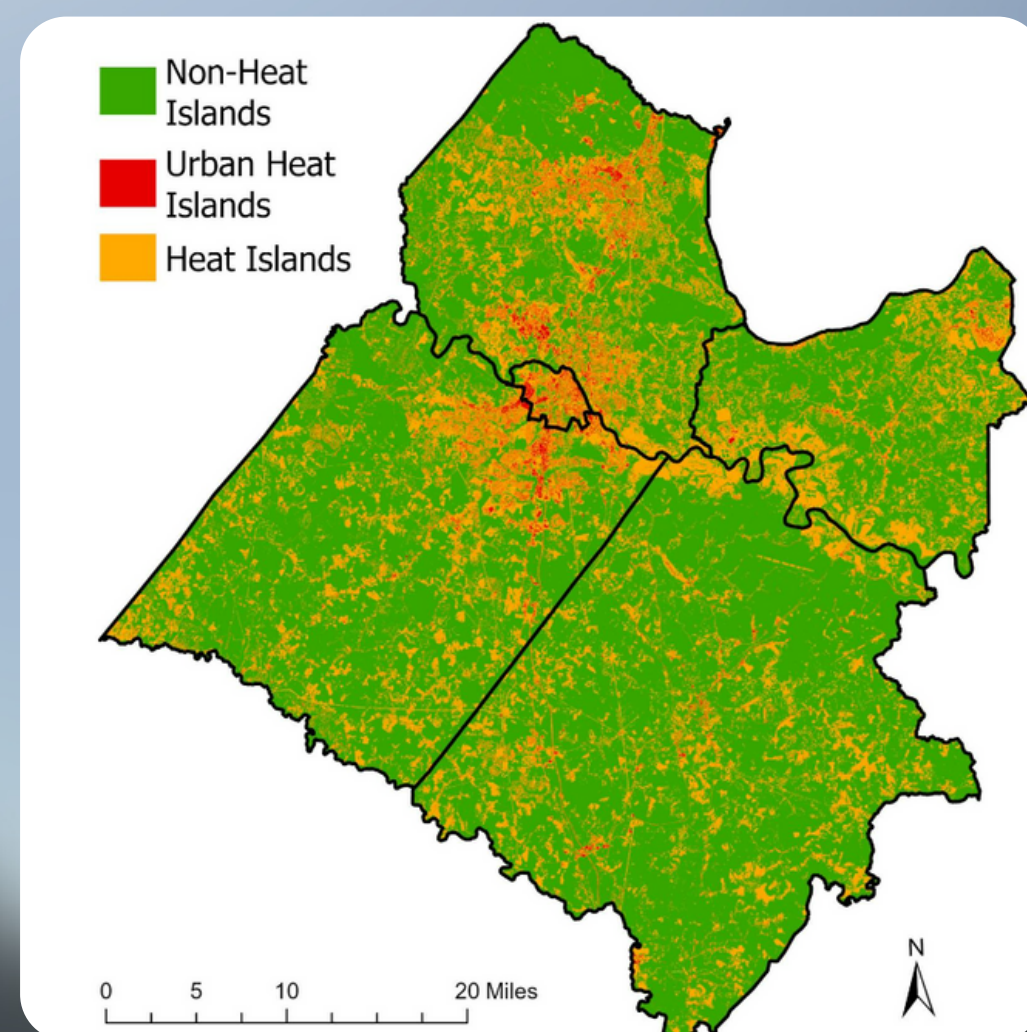 Non-Heat
Islands
Urban Heat
Islands
Heat Islands
N
0 5 10 20 Miles